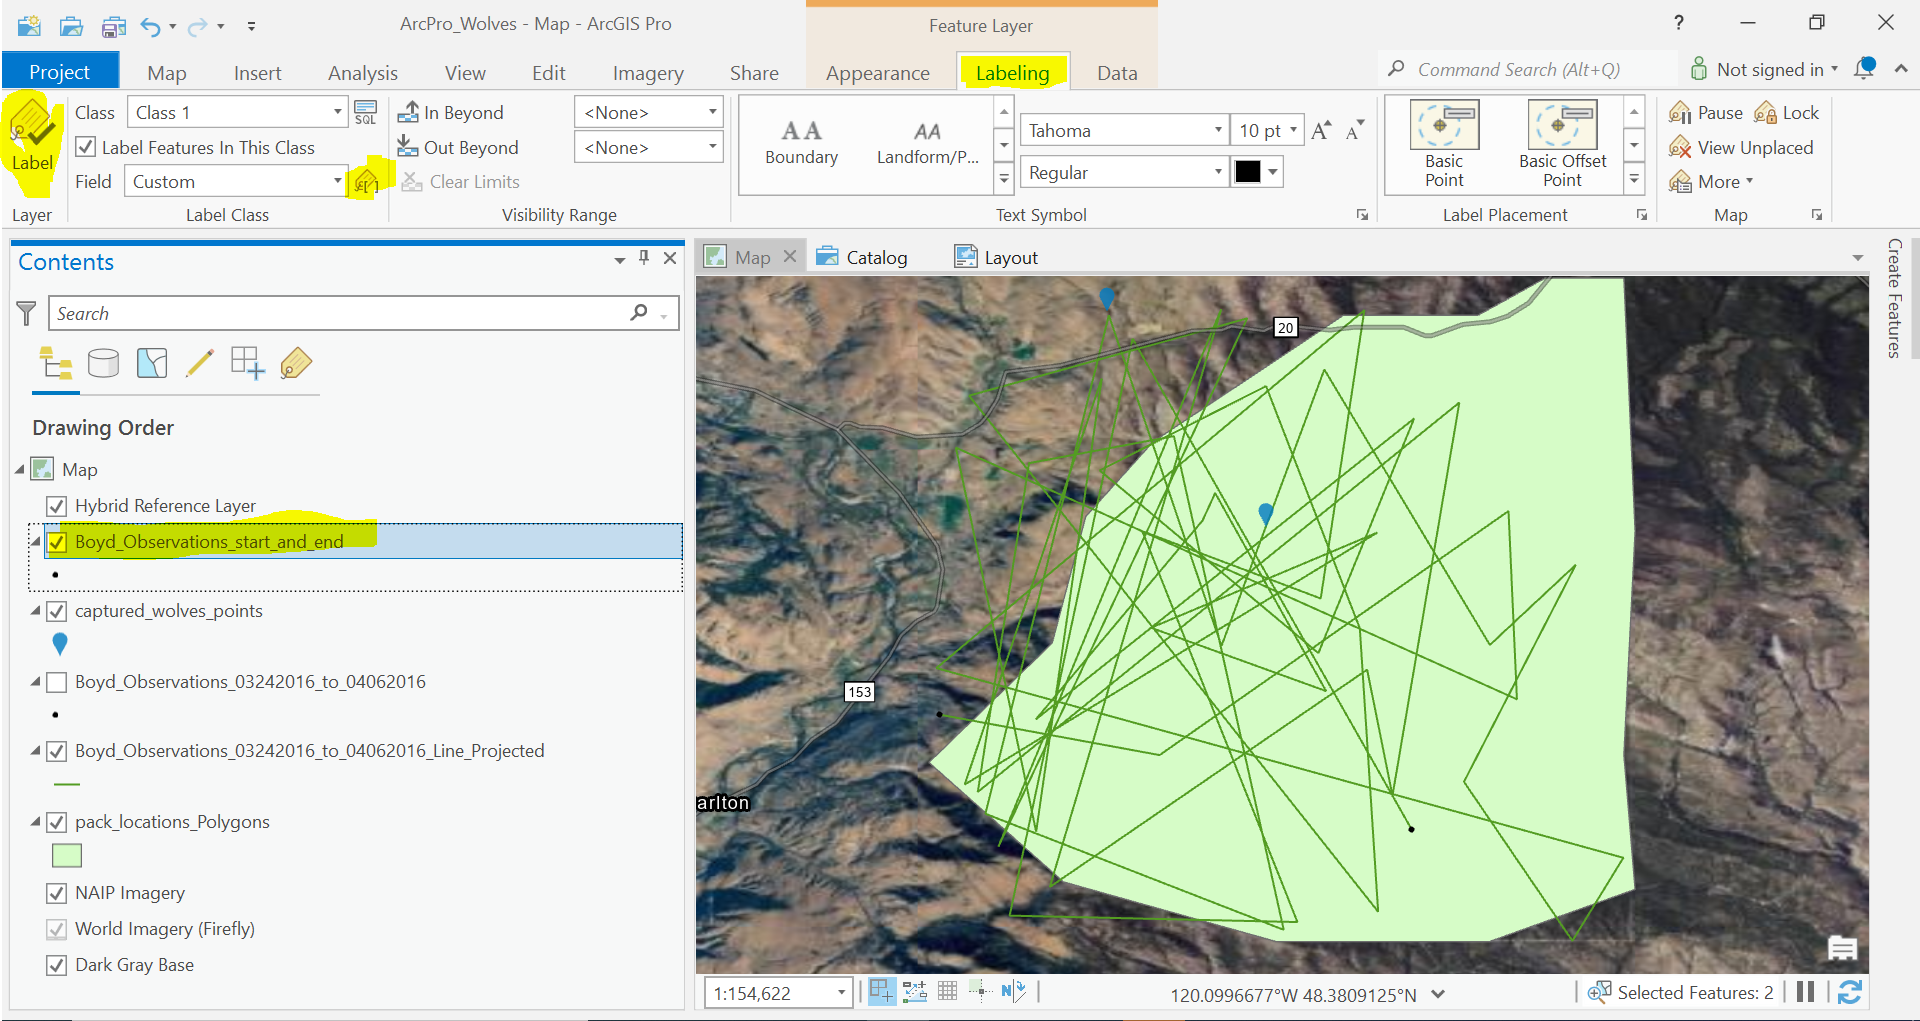 ArcPro_Wolves - Map - ArcGIS Pro
Feature Layer
?
Project Map Insert Analysis View Edit Imagery Share Appearance Labeling Data
Command Search (Alt+Q)
Not signed in
Label
Layer
Class Class 1
SQL
Label Features In This Class
Field Custom
Label Class
In Beyond <None>
Out Beyond <None>
Clear Limits
Visibility Range
AA
Boundary
AA
Landform/P...
Tahoma 10 pt A A
Regular
Text Symbol
Basic
Point
Basic Offset
Point
Label Placement
Pause Lock
View Unplaced
More
Map
Contents
Search
Drawing Order
Map
Hybrid Reference Layer
Boyd_Observations_start_and_end
captured_wolves_points
Boyd_Observations_03242016_to_04062016
Boyd_Observations_03242016_to_04062016_Line_Projected
pack_locations_Polygons
NAIP Imagery
World Imagery (Firefly)
Dark Gray Base
Map Catalog Layout
20
153
arlton
Create Features
1:154,622
N
120.0996677°W 48.3809125°N
Selected Features: 2